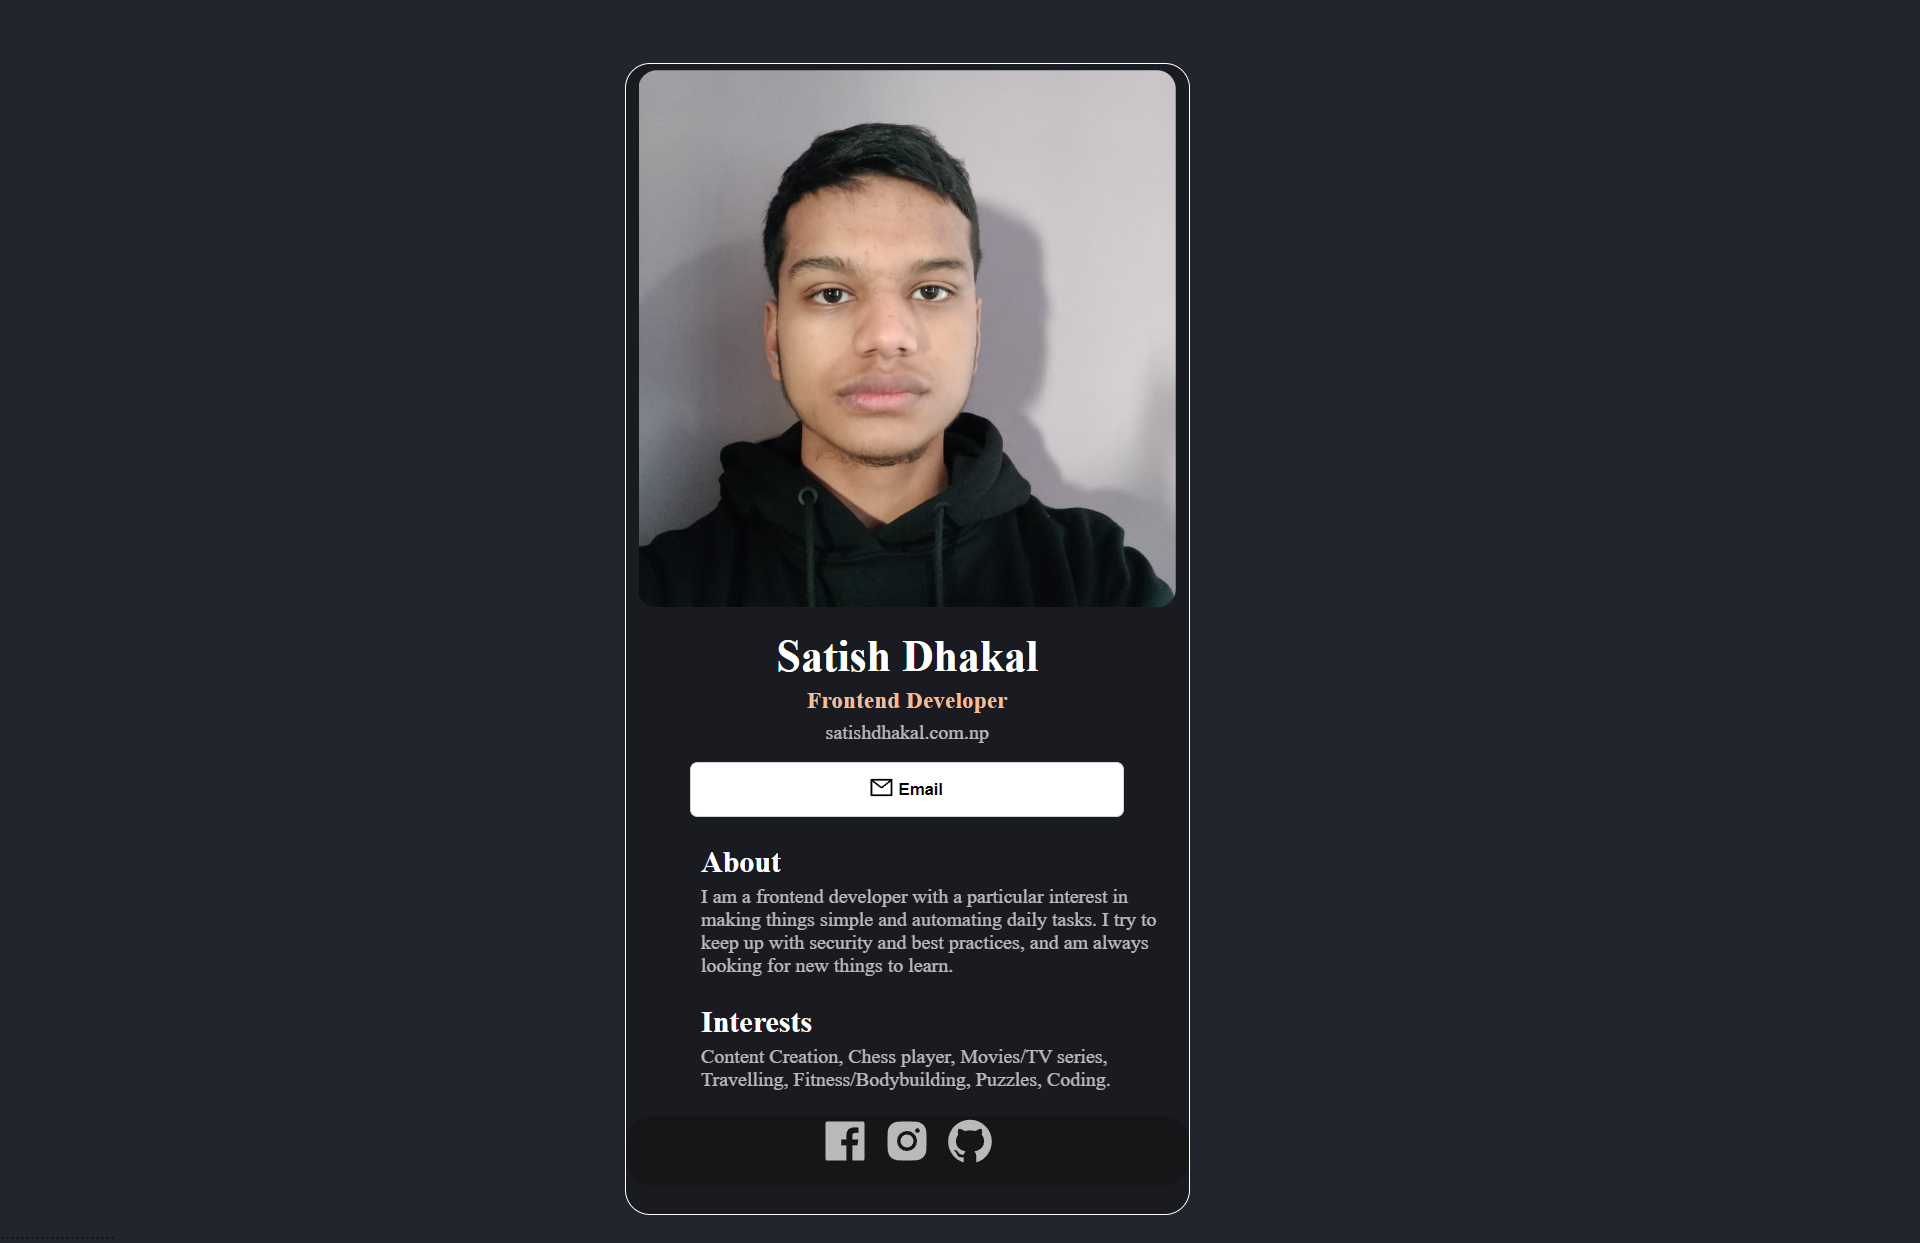 Satish Dhakal
Frontend Developer
satishdhakal.com.np
Email
About
I am a frontend developer with a particular interest in
making things simple and automating daily tasks. I try to
keep up with security and best practices, and am always
looking for new things to learn.
Interests
Content Creation, Chess player, Movies/TV series,
Travelling, Fitness/Bodybuilding, Puzzles, Coding.